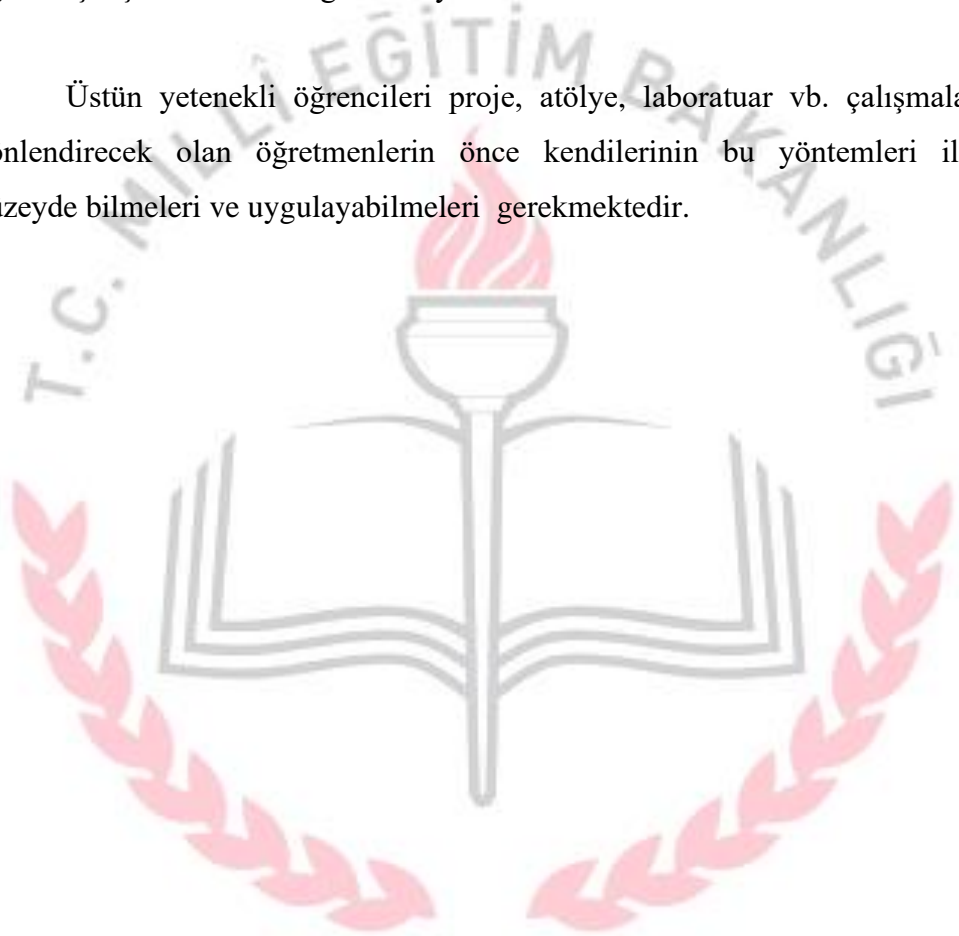 T.C. MİLLÎ EĞİTİM BAKANLIĞI
Üstün yetenekli öğrencileri proje, atölye, laboratuar vb. çalışmala
önlendirecek olan öğretmenlerin önce kendilerinin bu yöntemleri il
üzeyde bilmeleri ve uygulayabilmeleri gerekmektedir.